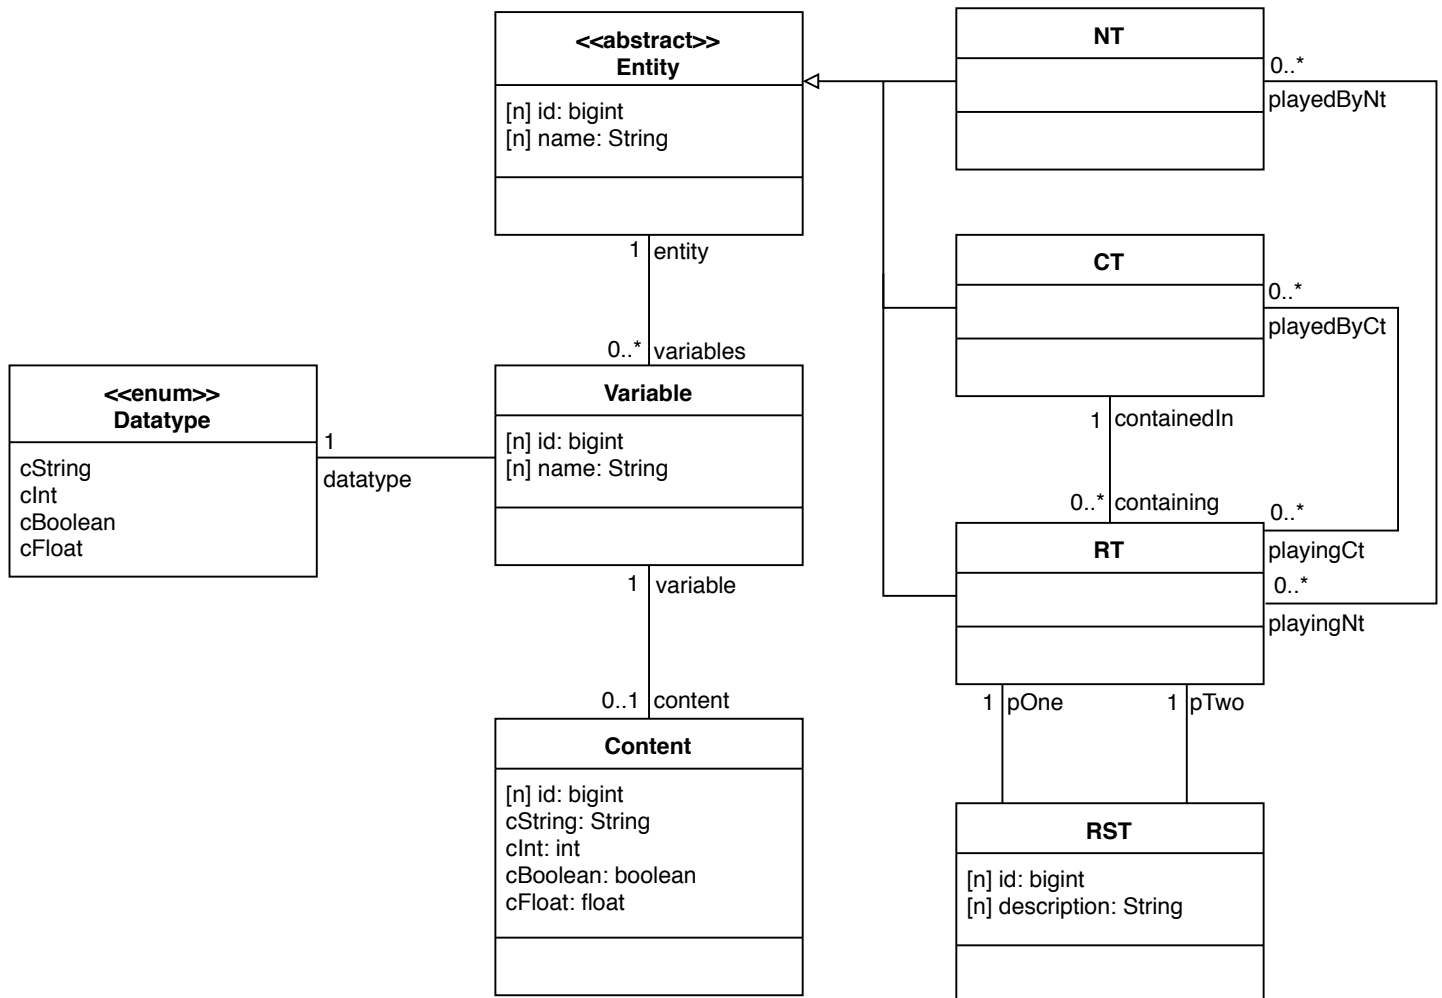 <<abstract>>
Entity
[n] id: bigint
[n] name: String
1 entity
0..* variables
<<enum>>
Datatype
cString
cInt
cBoolean
cFloat
1
datatype
Variable
[n] id: bigint
[n] name: String
1 variable
0..1 content
Content
[n] id: bigint
cString: String
cInt: int
cBoolean: boolean
cFloat: float
NT
0..*
playedByNt
CT
0..*
playedByCt
1 containedIn
0..* containing
RT
0..*
playingCt
0..*
playingNt
1 pOne
1 pTwo
RST
[n] id: bigint
[n] description: String